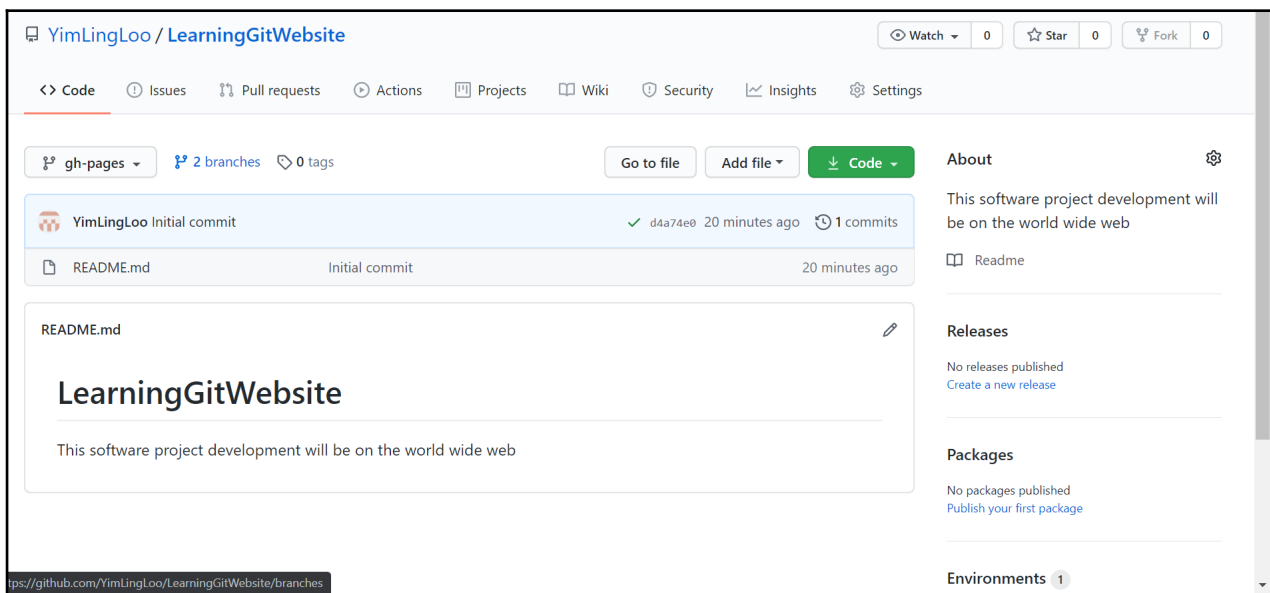 YimLingLoo / LearningGitWebsite
Watch 0 Star 0 Fork 0
<> Code Issues Pull requests Actions Projects Wiki Security Insights Settings
gh-pages 2 branches 0 tags Go to file Add file Code
YimLingLoo Initial commit d4a74e0 20 minutes ago 1 commits
README.md Initial commit 20 minutes ago
README.md
LearningGitWebsite
This software project development will be on the world wide web
About
This software project development will
be on the world wide web
Readme
Releases
No releases published
Create a new release
Packages
No packages published
Publish your first package
Environments 1
tps://github.com/YimLingLoo/LearningGitWebsite/branches